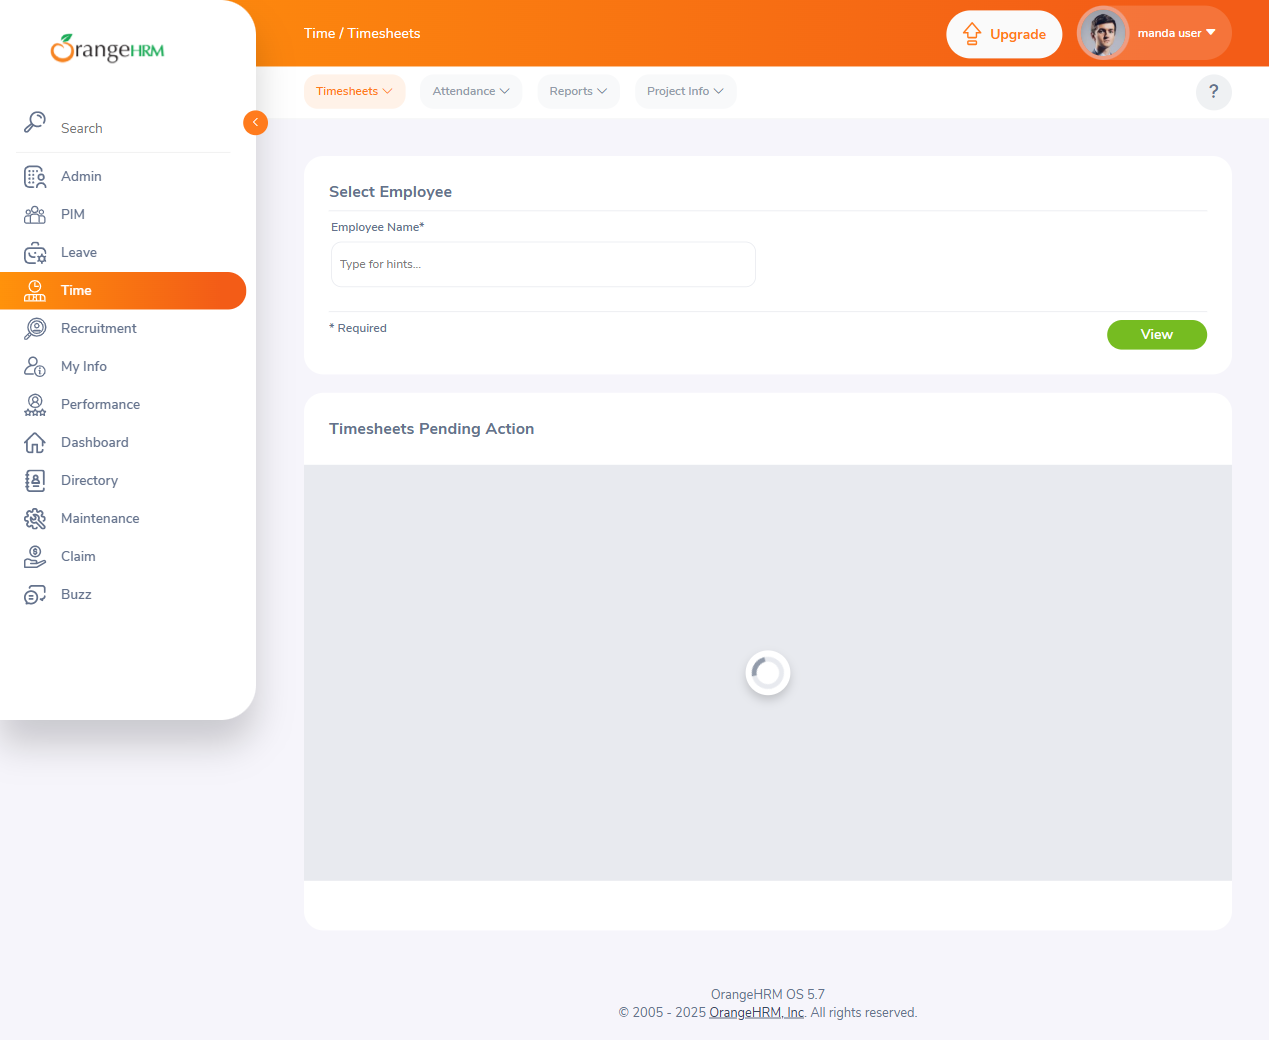 OrangeHRM
Time / Timesheets
Upgrade
manda user
Timesheets
Attendance
Reports
Project Info
?
Search
Admin
PIM
Leave
Time
Recruitment
My Info
Performance
Dashboard
Directory
Maintenance
Claim
Buzz
Select Employee
Employee Name*
Type for hints...
* Required
View
Timesheets Pending Action
OrangeHRM OS 5.7
© 2005 - 2025 OrangeHRM, Inc. All rights reserved.